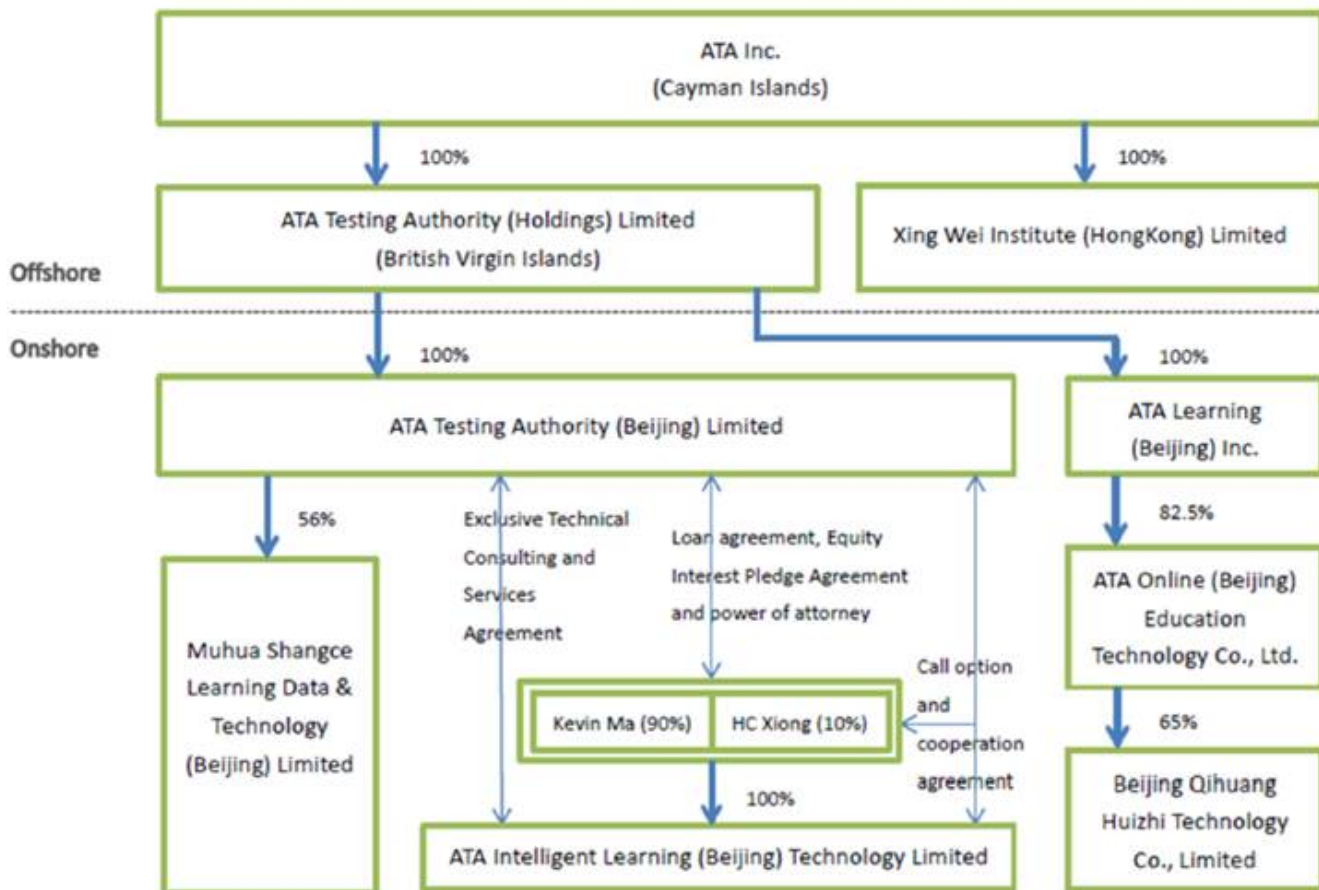 ATA Inc.
(Cayman Islands)
100%
100%
ATA Testing Authority (Holdings) Limited
(British Virgin Islands)
Xing Wei Institute (HongKong) Limited
Offshore
Onshore
100%
100%
ATA Testing Authority (Beijing) Limited
ATA Learning
(Beijing) Inc.
56%
Exclusive Technical
Consulting and
Services
Agreement
Loan agreement, Equity
Interest Pledge Agreement
and power of attorney
82.5%
Muhua Shangce
Learning Data &
Technology
(Beijing) Limited
ATA Online (Beijing)
Education
Technology Co., Ltd.
Call option
and
cooperation
agreement
Kevin Ma (90%)
HC Xiong (10%)
65%
100%
Beijing Qihuang
Huizhi Technology
Co., Limited
ATA Intelligent Learning (Beijing) Technology Limited